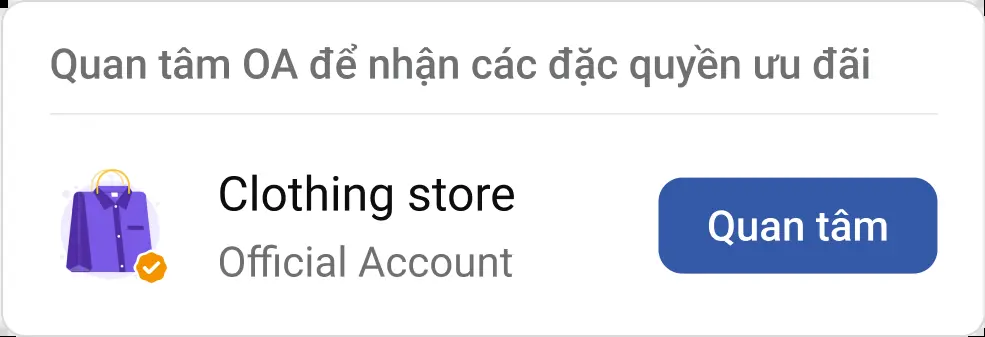 Quan tâm OA để nhận các đặc quyền ưu đãi
Clothing store
Official Account
Quan tâm